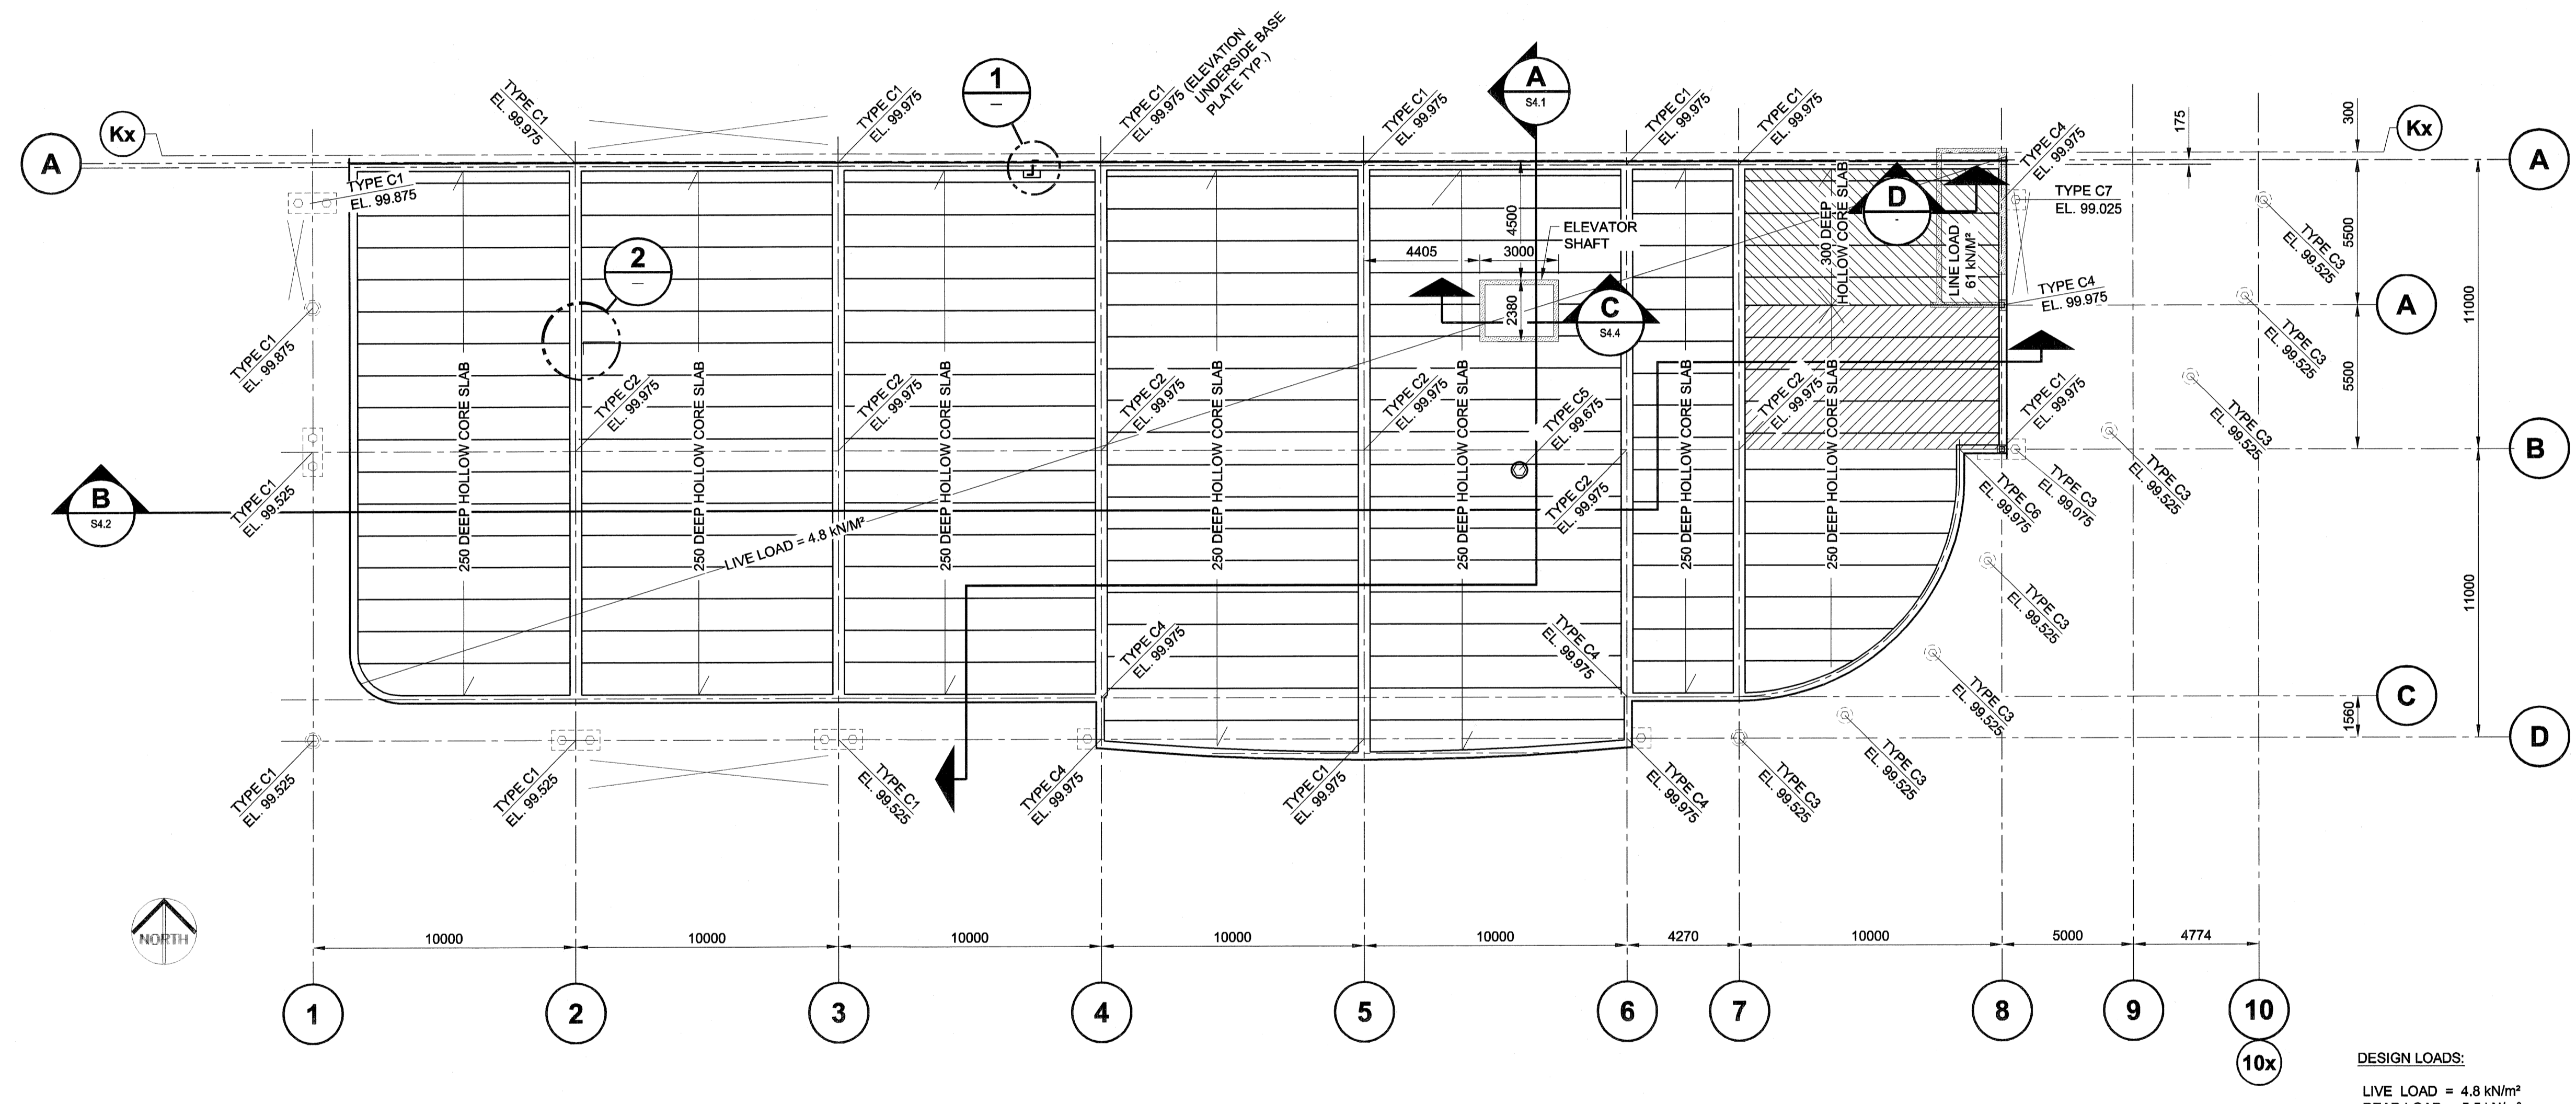 TYPE C1
EL. 99.975
TYPE C1
EL. 99.975
1
TYPE C1
EL. 99.975 (ELEVATION
UNDERSIDE BASE
PLATE TYP.)
TYPE C1
EL. 99.975
A
S4.1
TYPE C1
EL. 99.975
TYPE C1
EL. 99.975
175
300
Kx
Kx
A
A
TYPE C1
EL. 99.875
TYPE C4
EL. 99.975
TYPE C7
EL. 99.025
D
300 DEEP
HOLLOW CORE SLAB
LINE LOAD
61 kN/M²
4500
ELEVATOR
SHAFT
4405
3000
2380
C
S4.4
2
TYPE C3
EL. 99.525
5500
TYPE C4
EL. 99.975
A
11000
TYPE C3
EL. 99.525
TYPE C1
EL. 99.875
250 DEEP HOLLOW CORE SLAB
250 DEEP HOLLOW CORE SLAB
250 DEEP HOLLOW CORE SLAB
250 DEEP HOLLOW CORE SLAB
250 DEEP HOLLOW CORE SLAB
250 DEEP HOLLOW CORE SLAB
250 DEEP HOLLOW CORE SLAB
TYPE C2
EL. 99.975
TYPE C2
EL. 99.975
TYPE C2
EL. 99.975
TYPE C2
EL. 99.975
TYPE C5
EL. 99.675
TYPE C2
EL. 99.975
TYPE C1
EL. 99.975
5500
TYPE C3
EL. 99.525
B
TYPE C3
EL. 99.525
TYPE C1
EL. 99.525
TYPE C2
EL. 99.975
TYPE C6
EL. 99.975
TYPE C3
EL. 99.075
B
S4.2
LIVE LOAD = 4.8 kN/M²
TYPE C3
EL. 99.525
11000
TYPE C4
EL. 99.975
TYPE C4
EL. 99.975
TYPE C3
EL. 99.525
C
1560
D
TYPE C1
EL. 99.525
TYPE C1
EL. 99.525
TYPE C1
EL. 99.525
TYPE C4
EL. 99.975
TYPE C1
EL. 99.975
TYPE C4
EL. 99.975
TYPE C3
EL. 99.525
TYPE C3
EL. 99.525
NORTH
10000
10000
10000
10000
10000
4270
10000
5000
4774
1
2
3
4
5
6
7
8
9
10
10x
DESIGN LOADS:
LIVE LOAD = 4.8 kN/m²